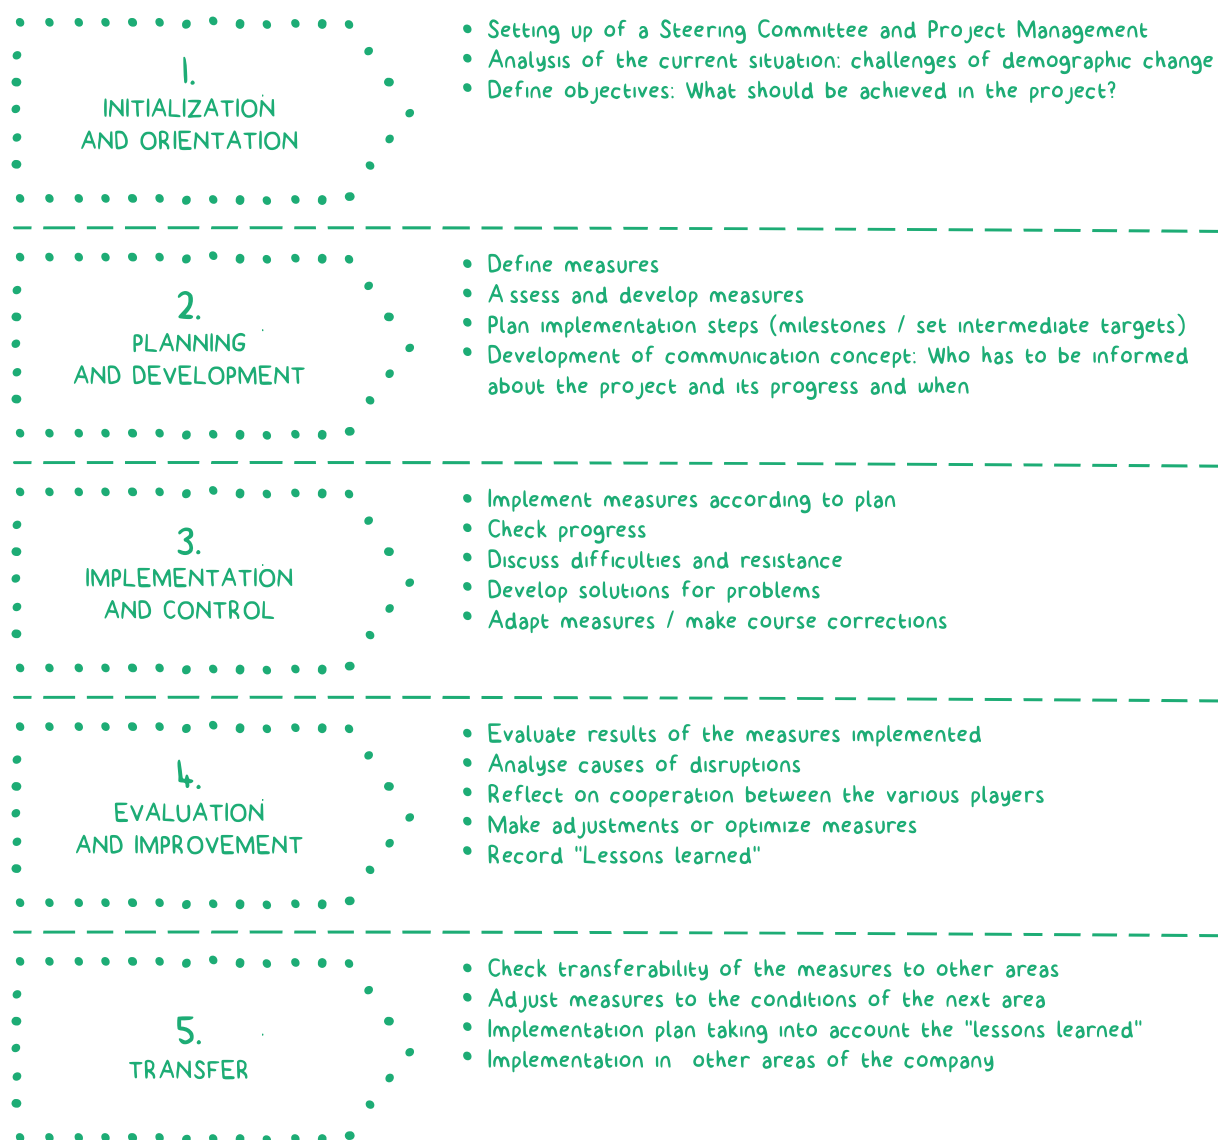 1.
INITIALIZATION
AND ORIENTATION
• Setting up of a Steering Committee and Project Management
• Analysis of the current situation: challenges of demographic change
• Define objectives: What should be achieved in the project?
2.
PLANNING
AND DEVELOPMENT
• Define measures
• Assess and develop measures
• Plan implementation steps (milestones / set intermediate targets)
• Development of communication concept: Who has to be informed
about the project and its progress and when
3.
IMPLEMENTATION
AND CONTROL
• Implement measures according to plan
• Check progress
• Discuss difficulties and resistance
• Develop solutions for problems
• Adapt measures / make course corrections
4.
EVALUATION
AND IMPROVEMENT
• Evaluate results of the measures implemented
• Analyse causes of disruptions
• Reflect on cooperation between the various players
• Make adjustments or optimize measures
• Record "Lessons learned"
5.
TRANSFER
• Check transferability of the measures to other areas
• Adjust measures to the conditions of the next area
• Implementation plan taking into account the "lessons learned"
• Implementation in other areas of the company